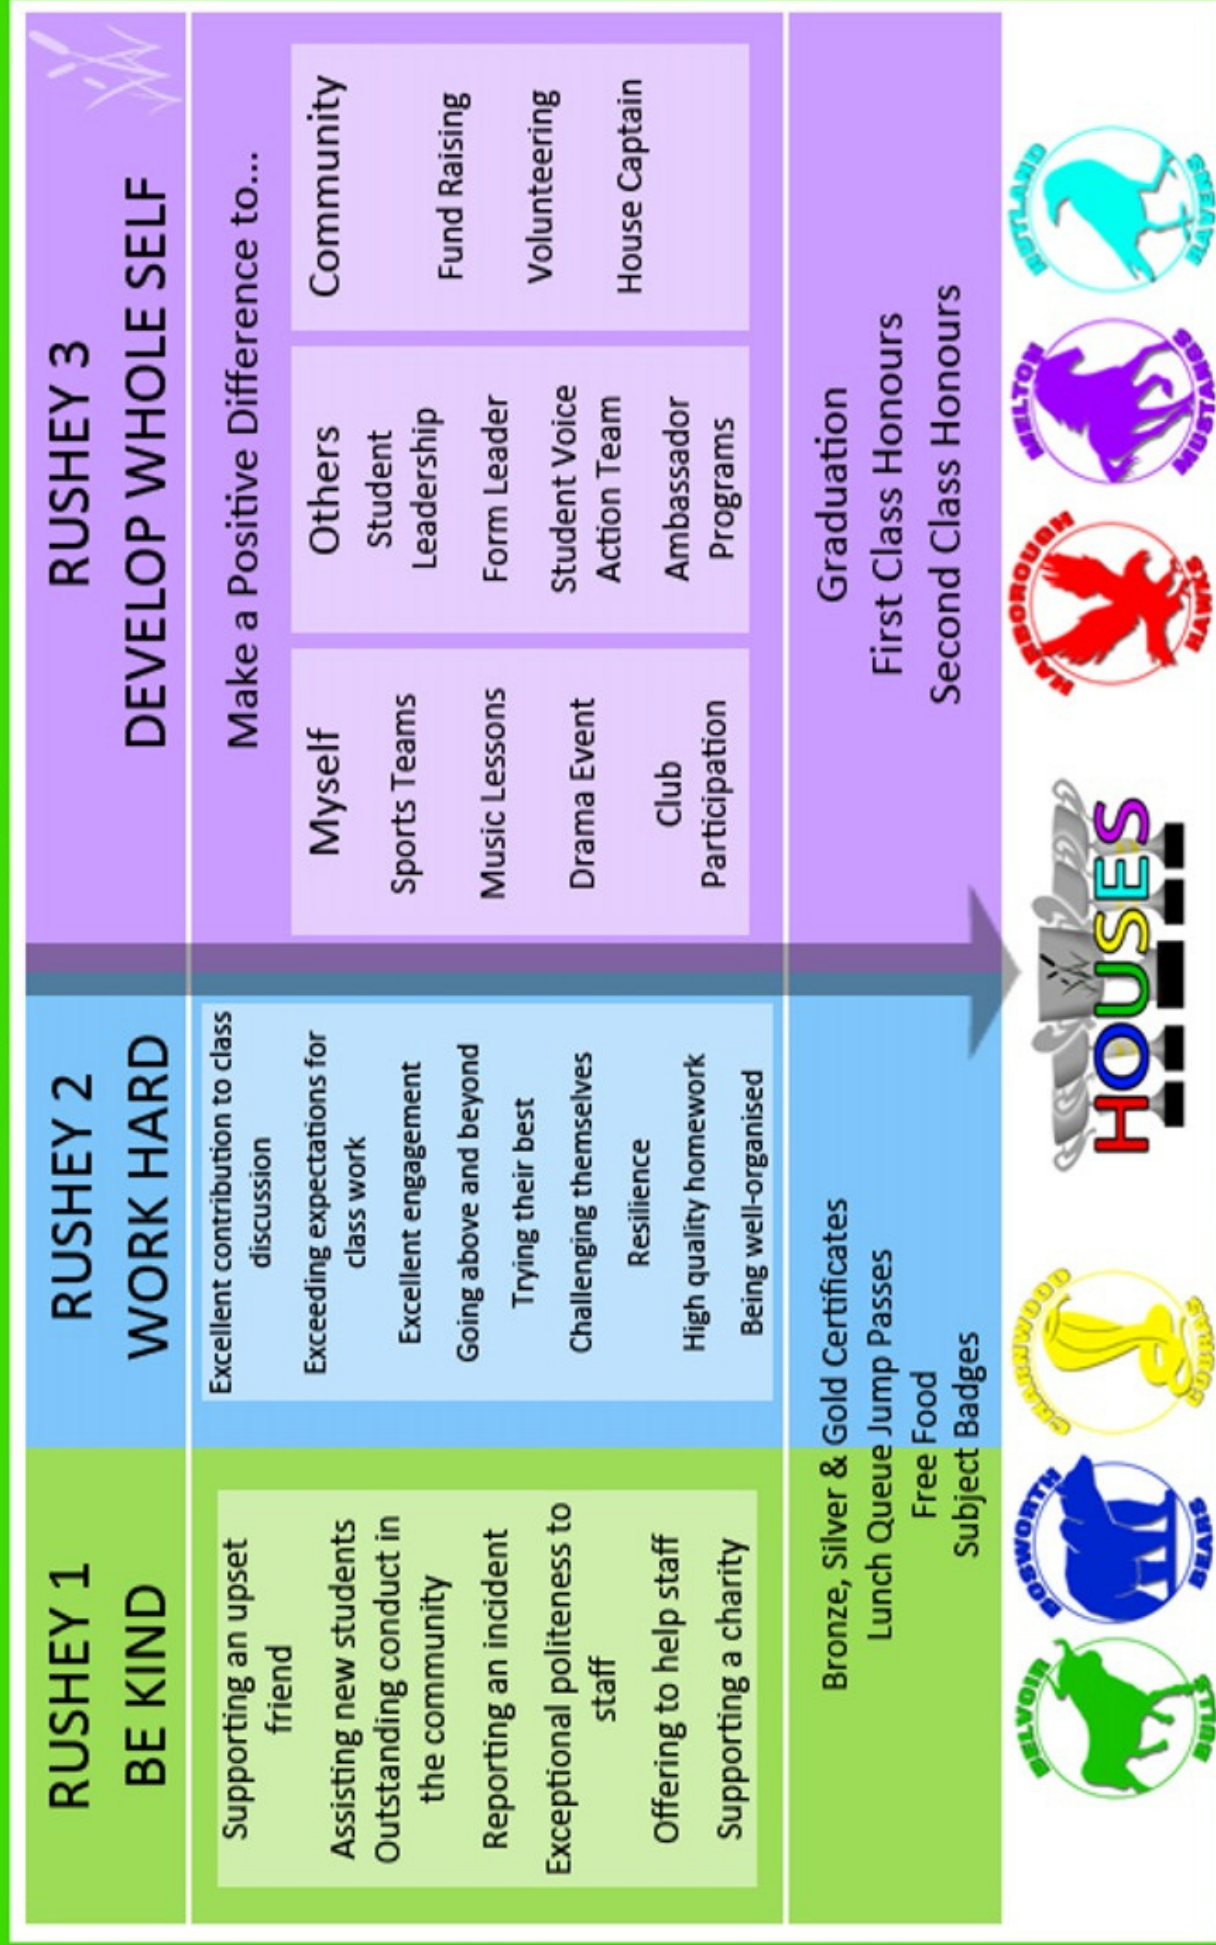 RUSHEY 1
BE KIND
Supporting an upset
friend
Assisting new students
Outstanding conduct in
the community
Reporting an incident
Exceptional politeness to
staff
Offering to help staff
Supporting a charity
RUSHEY 2
WORK HARD
Excellent contribution to class
discussion
Exceeding expectations for
class work
Excellent engagement
Going above and beyond
Trying their best
Challenging themselves
Resilience
High quality homework
Being well-organised
Bronze, Silver & Gold Certificates
Lunch Queue Jump Passes
Free Food
Subject Badges
RUSHEY 3
DEVELOP WHOLE SELF
Make a Positive Difference to...
Myself
Sports Teams
Music Lessons
Drama Event
Club
Participation
Others
Student
Leadership
Form Leader
Student Voice
Action Team
Ambassador
Programs
Community
Fund Raising
Volunteering
House Captain
Graduation
First Class Honours
Second Class Honours
BELVOIR
BULLS
BOSWORTH
BEARS
CHARNWOOD
COBRAS
HOUSES
HARBOROUGH
HAWKS
MELTON
MUSTANGS
RUTLAND
RAVENS